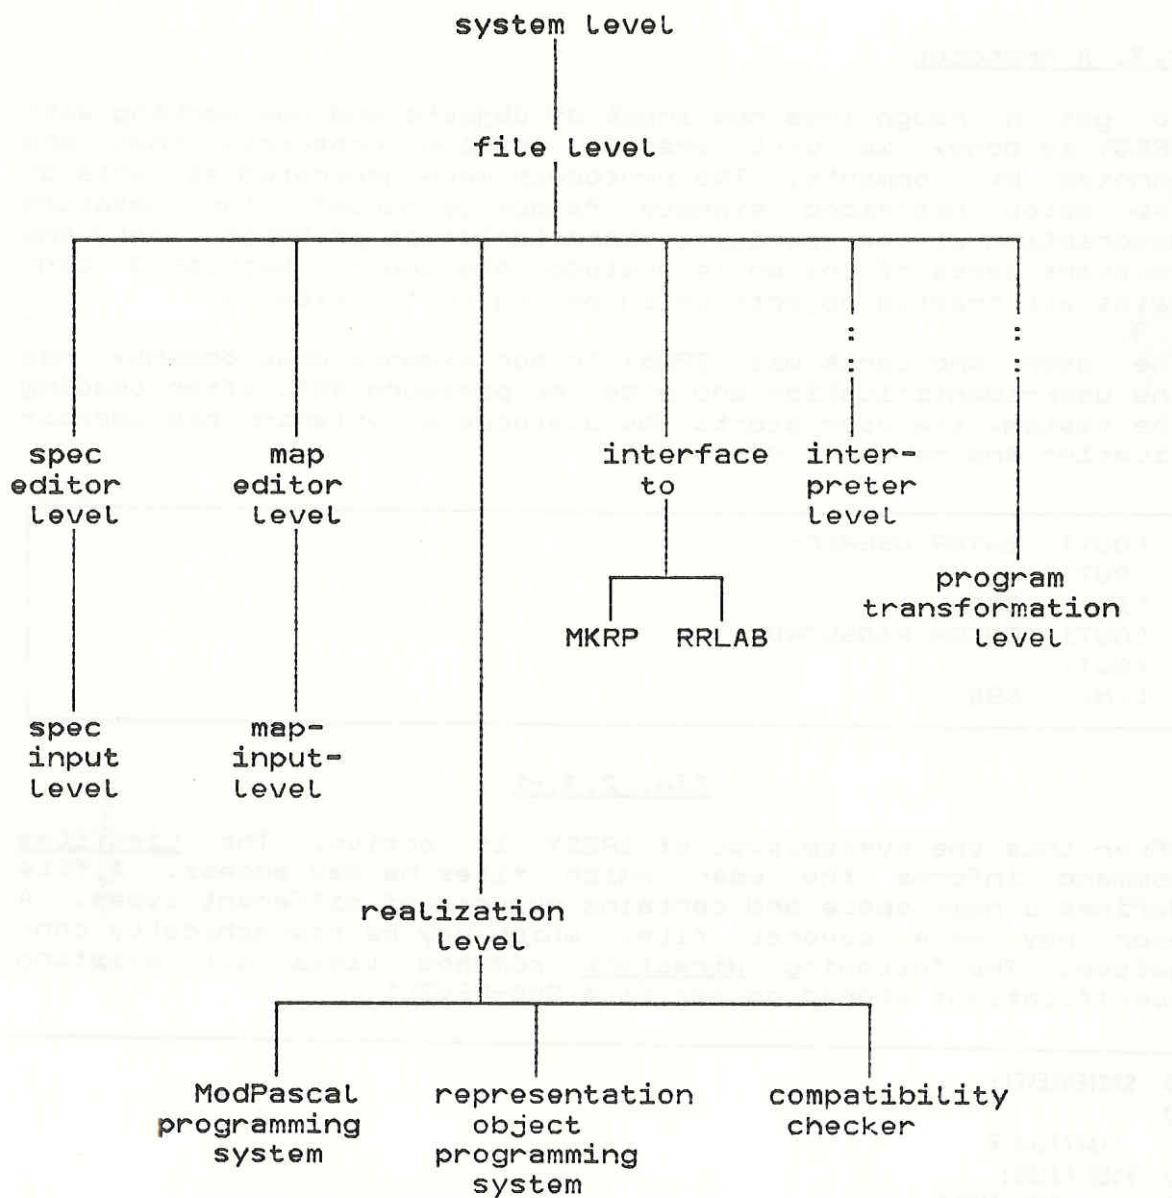 system level
file level
spec
editor
level
map
editor
level
interface
to
inter-
preter
level
program
transformation
level
MKRP RRLAB
spec
input
level
map-
input-
level
realization
level
ModPascal
programming
system
representation
object
programming
system
compatibility
checker